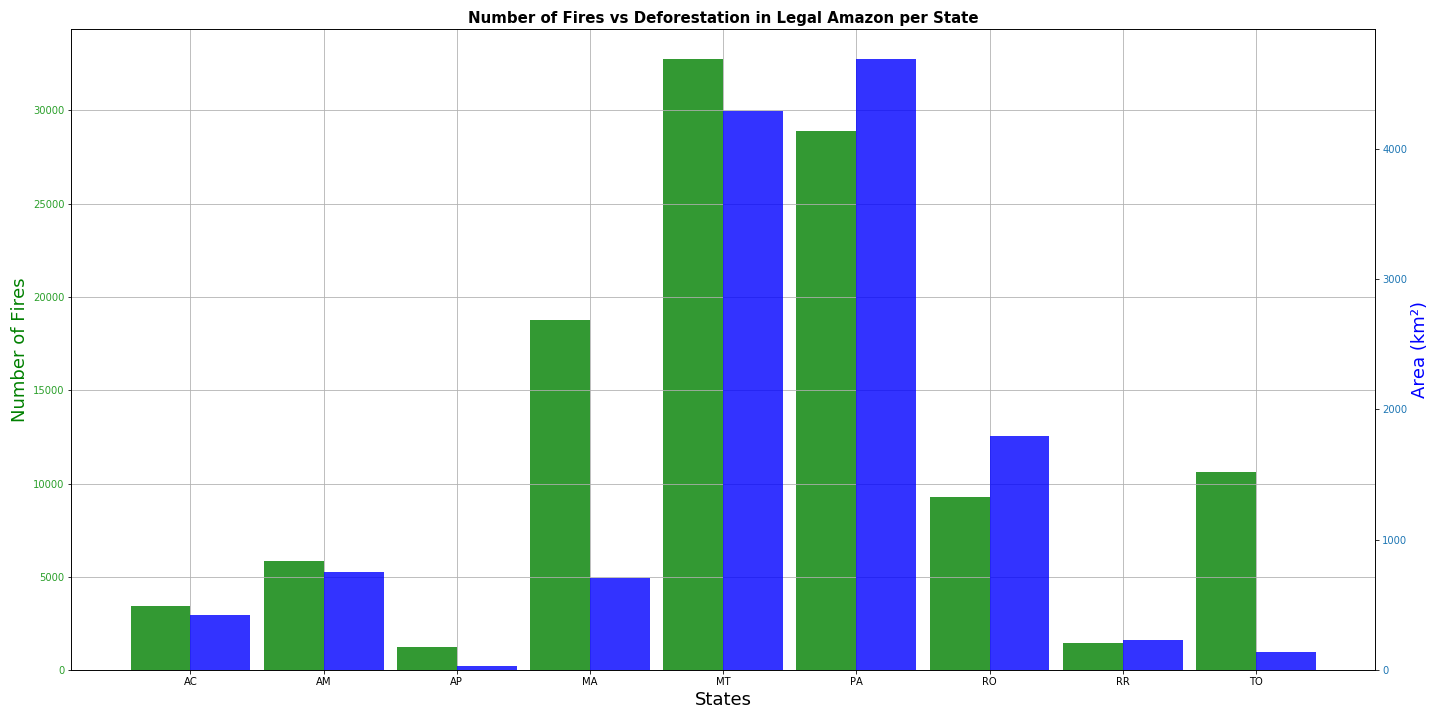 Number of Fires vs Deforestation in Legal Amazon per State
Number of Fires
30000
25000
20000
15000
10000
5000
0
4000
3000
2000
1000
0
Area (km²)
AC AM AP MA MT PA RO RR TO
States